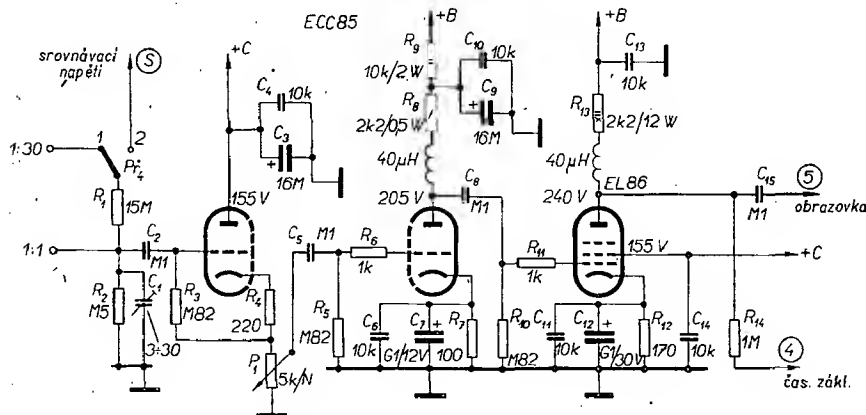 ECC85
+B
+B
srovnávací
napětí
S
+C
R9
10k/2W
C10
10k
C13
10k
C4
10k
C3
16M
R8
2k2/0,5W
+
C9
16M
R13
2k2/12 W
1:30
1
2
Př4
40μH
40μH
EL86
R1
15M
155V
205V
C8
M1
240V
C15
M1
5
obrazovka
1:1
C2
M1
C5
M1
R6
1k
R11
1k
155V
+C
R2
M5
C1
3÷30
R3
M82
R4
220
R5
M82
C6
10k
C7
+
G1/12V
R7
100
R10
M82
C11
10k
C12
+
G1/30V
R12
170
C14
10k
R14
1M
P1
5k/N
4
čas. zákl.